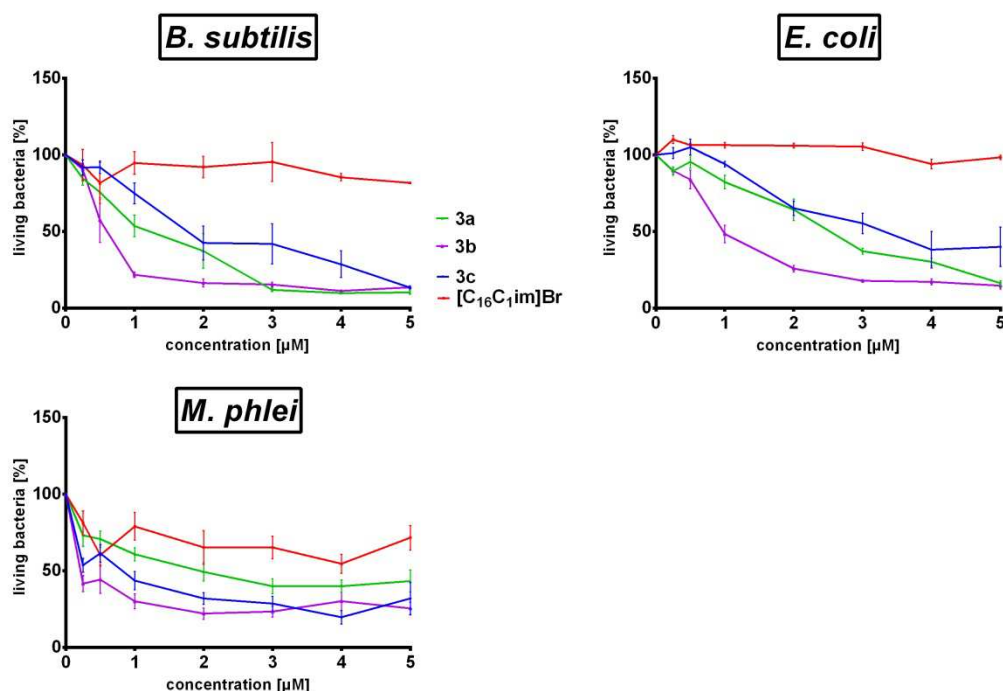 B. subtilis
150
100
50
0
living bacteria [%]
0 1 2 3 4 5
concentration [µM]
3a
3b
3c
[C₁₆C₁im]Br
E. coli
150
100
50
0
living bacteria [%]
0 1 2 3 4 5
concentration [µM]
M. phlei
150
100
50
0
living bacteria [%]
0 1 2 3 4 5
concentration [µM]